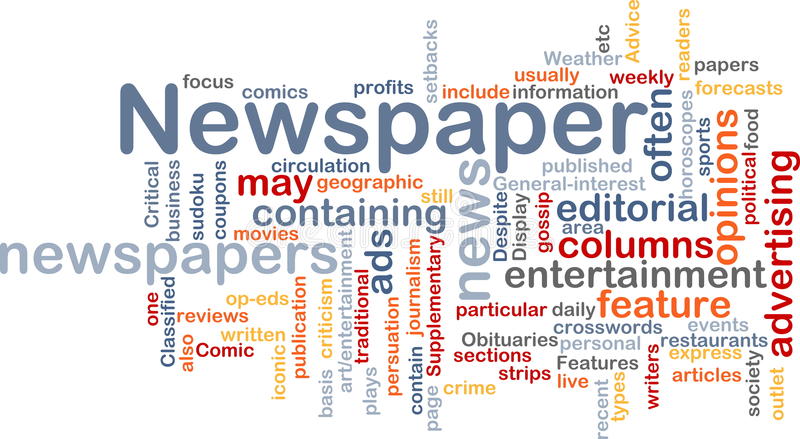 setbacks
Weather
etc
Advice
readers
focus
comics
profits
usually
weekly
papers
include
information
forecasts
Newspaper
often
horoscopes
sports
opinions
political
food
advertising
Critical
business
sudoku
coupons
circulation
may
geographic
still
news
published
General-interest
Despite
Display
gossip
editorial
containing
movies
area
columns
newspapers
ads
entertainment
one
Classified
also
op-eds
reviews
written
Comic
iconic
publication
basis
criticism
art/entertainment
traditional
plays
persuation
journalism
contain
Supplementary
page
crime
particular
daily
feature
Obituaries
crosswords
events
personal
restaurants
sections
Features
express
strips
live
articles
recent
types
writers
society
outlet